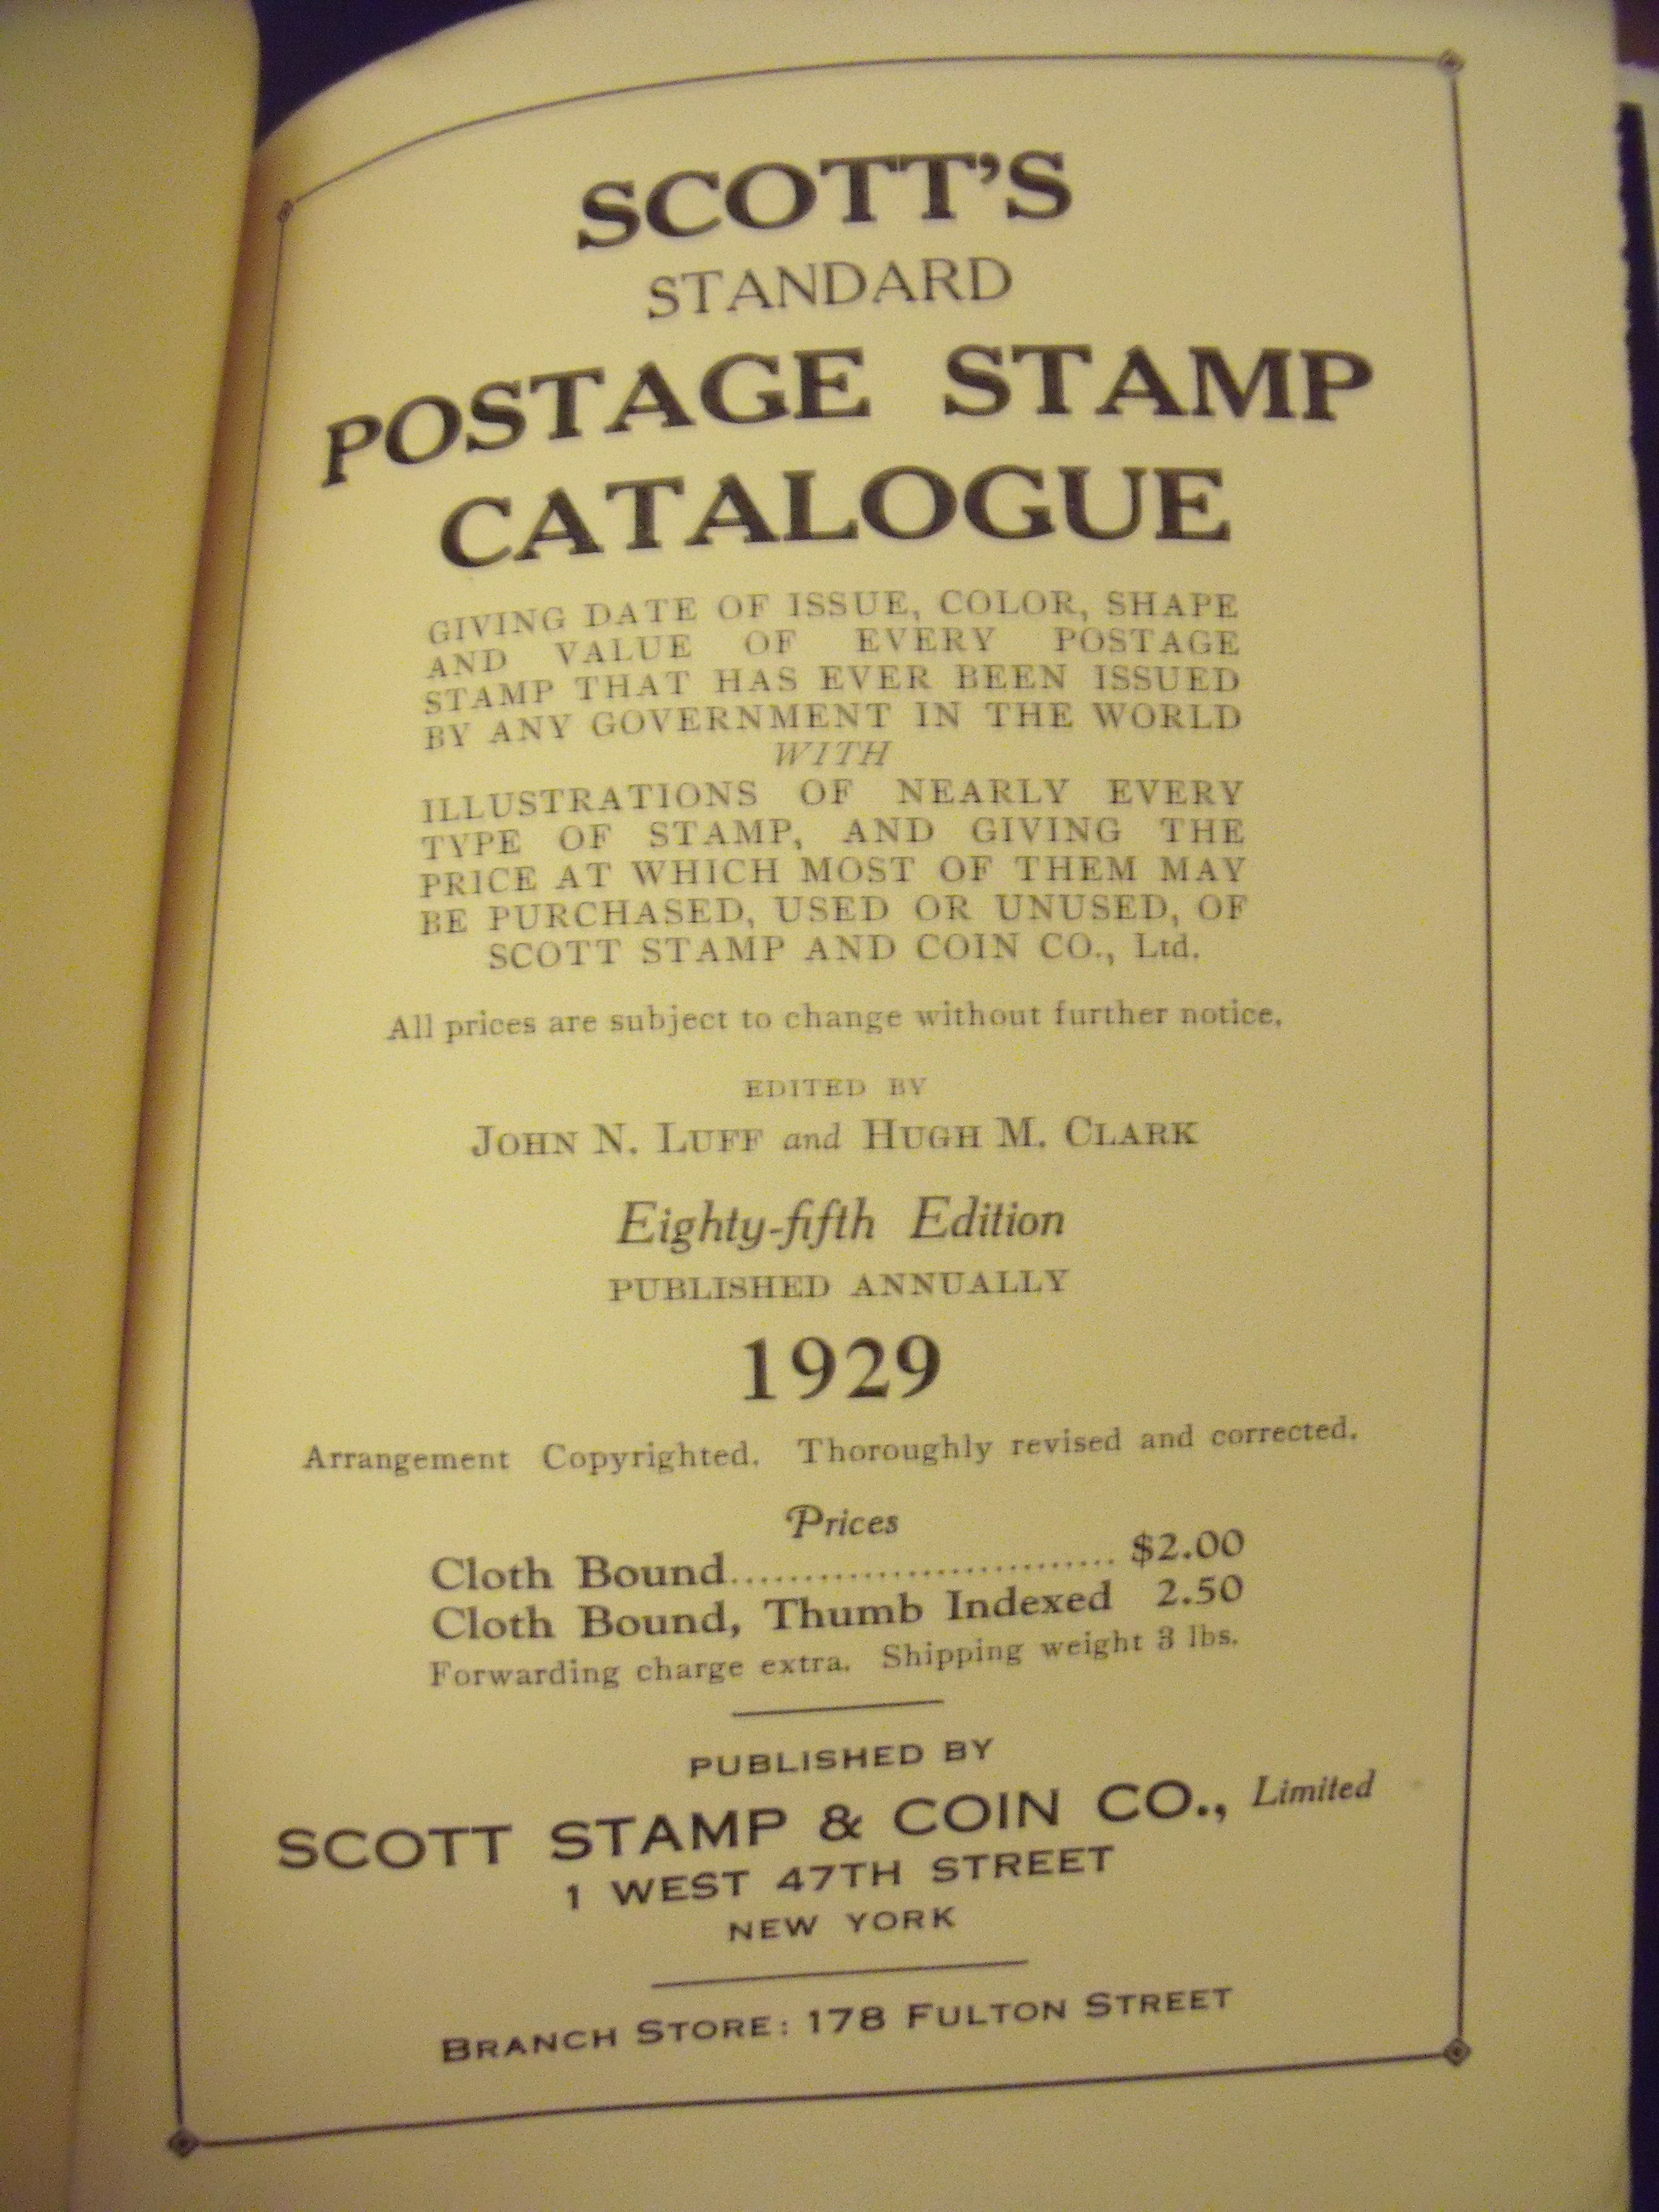 SCOTT'S
STANDARD
POSTAGE STAMP
CATALOGUE
GIVING DATE OF ISSUE, COLOR, SHAPE
AND VALUE OF EVERY POSTAGE
STAMP THAT HAS EVER BEEN ISSUED
BY ANY GOVERNMENT IN THE WORLD
WITH
ILLUSTRATIONS OF NEARLY EVERY
TYPE OF STAMP, AND GIVING THE
PRICE AT WHICH MOST OF THEM MAY
BE PURCHASED, USED OR UNUSED, OF
SCOTT STAMP AND COIN CO., Ltd.
All prices are subject to change without further notice.
EDITED BY
JOHN N. LUFF and HUGH M. CLARK
Eighty-fifth Edition
PUBLISHED ANNUALLY
1929
Arrangement Copyrighted. Thoroughly revised and corrected.
Prices
Cloth Bound............................ $2.00
Cloth Bound, Thumb Indexed 2.50
Forwarding charge extra. Shipping weight 3 lbs.
PUBLISHED BY
SCOTT STAMP & COIN CO., Limited
1 WEST 47TH STREET
NEW YORK
BRANCH STORE: 178 FULTON STREET